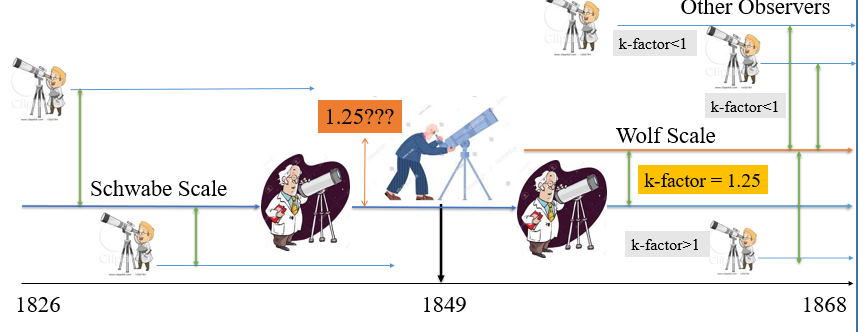 Other Observers
k-factor<1
k-factor<1
1.25???
Wolf Scale
Schwabe Scale
k-factor = 1.25
k-factor>1
1826
1849
1868